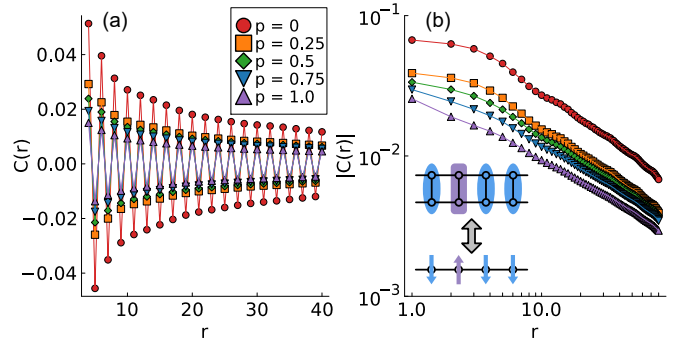 (a)
p = 0
p = 0.25
p = 0.5
p = 0.75
p = 1.0
0.04
0.02
0.00
−0.02
−0.04
C(r)
10
20
30
40
r
(b)
10⁻¹
10⁻²
10⁻³
|C(r)|
1.0
10.0
r